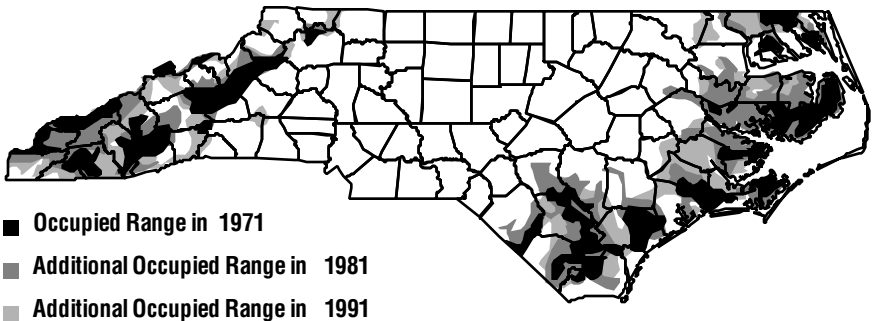 Occupied Range in 1971
Additional Occupied Range in 1981
Additional Occupied Range in 1991